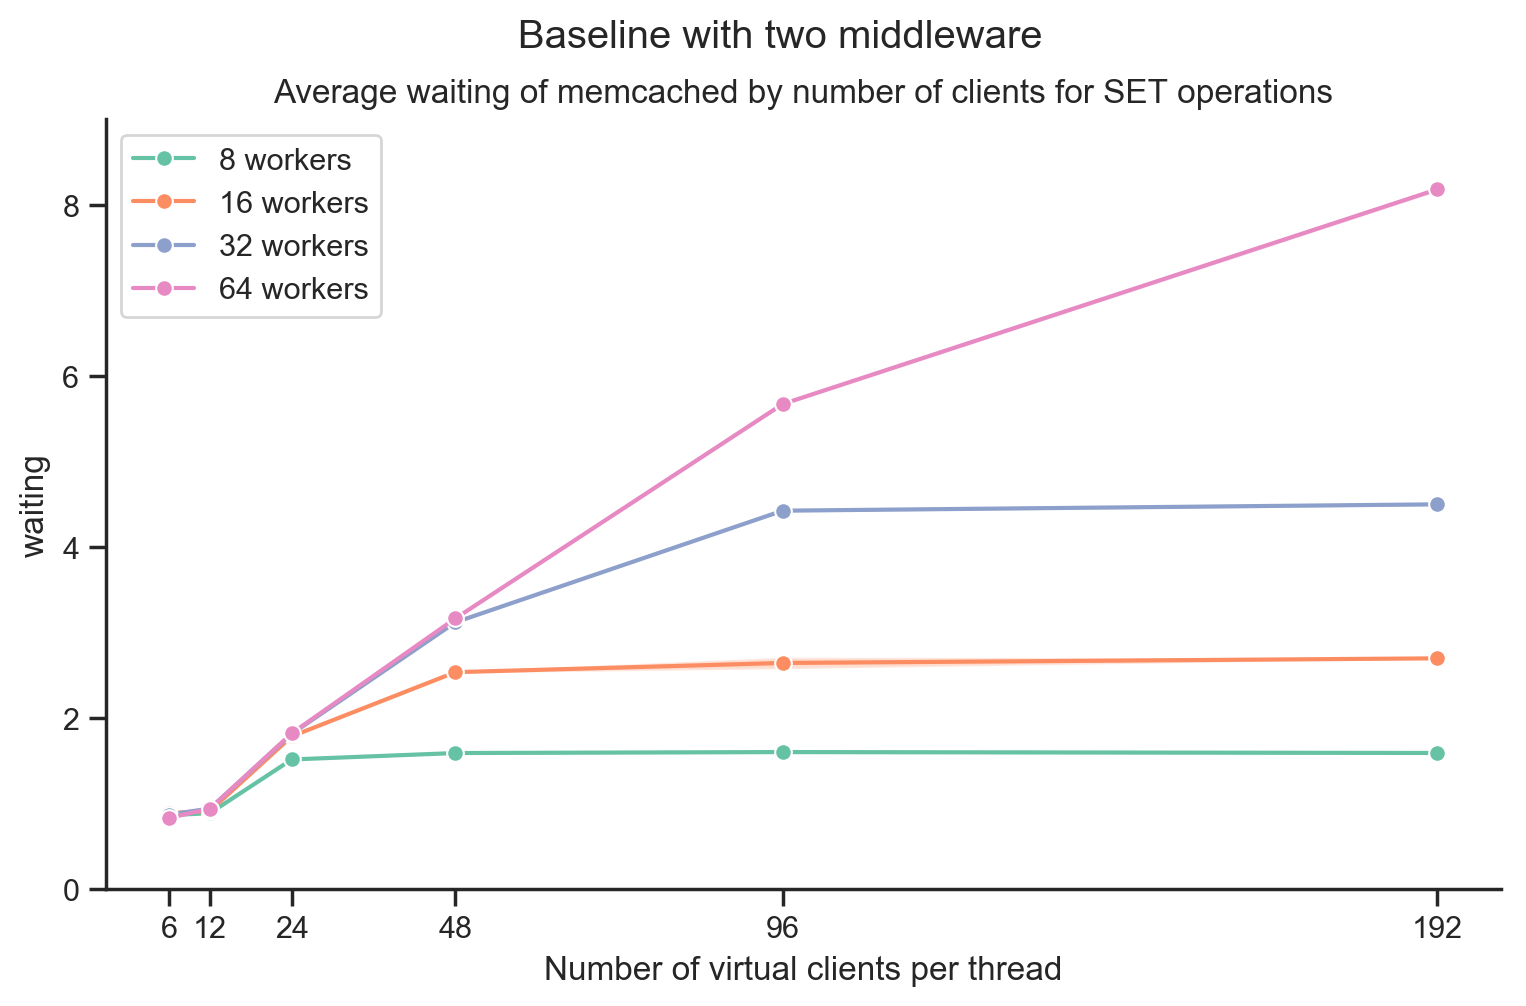 Baseline with two middleware
Average waiting of memcached by number of clients for SET operations
8 workers
16 workers
32 workers
64 workers
8
6
4
2
0
waiting
6 12 24 48 96 192
Number of virtual clients per thread